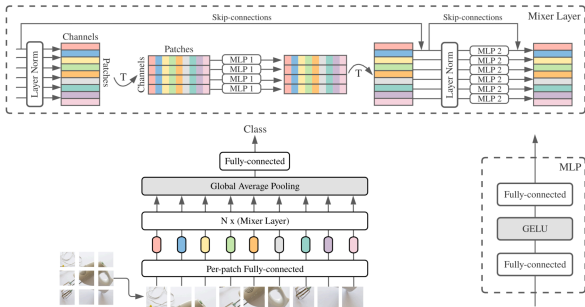 Skip-connections
Skip-connections
Mixer Layer
Channels
Layer Norm
Patches
T
Channels
Patches
MLP 1
MLP 1
MLP 1
MLP 1
T
Layer Norm
MLP 2
MLP 2
MLP 2
MLP 2
MLP 2
MLP 2
Class
Fully-connected
Global Average Pooling
N x (Mixer Layer)
Per-patch Fully-connected
MLP
Fully-connected
GELU
Fully-connected